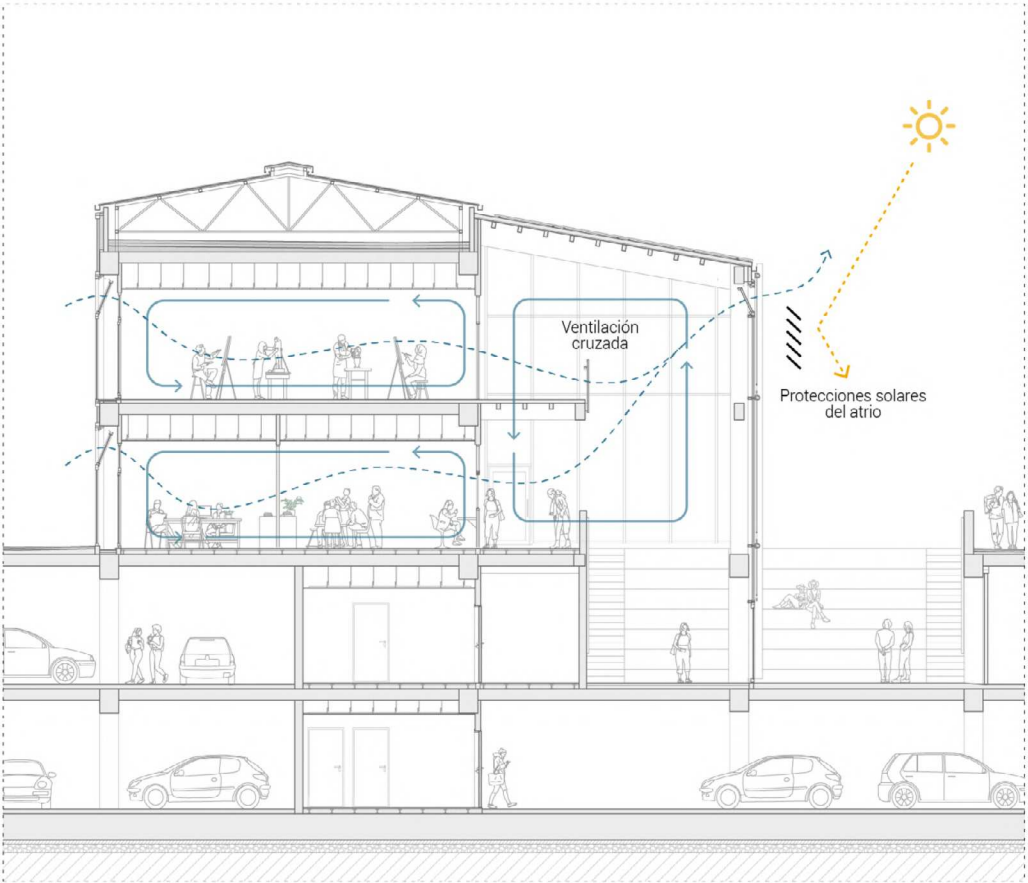 Ventilación
cruzada
Protecciones solares
del atrio